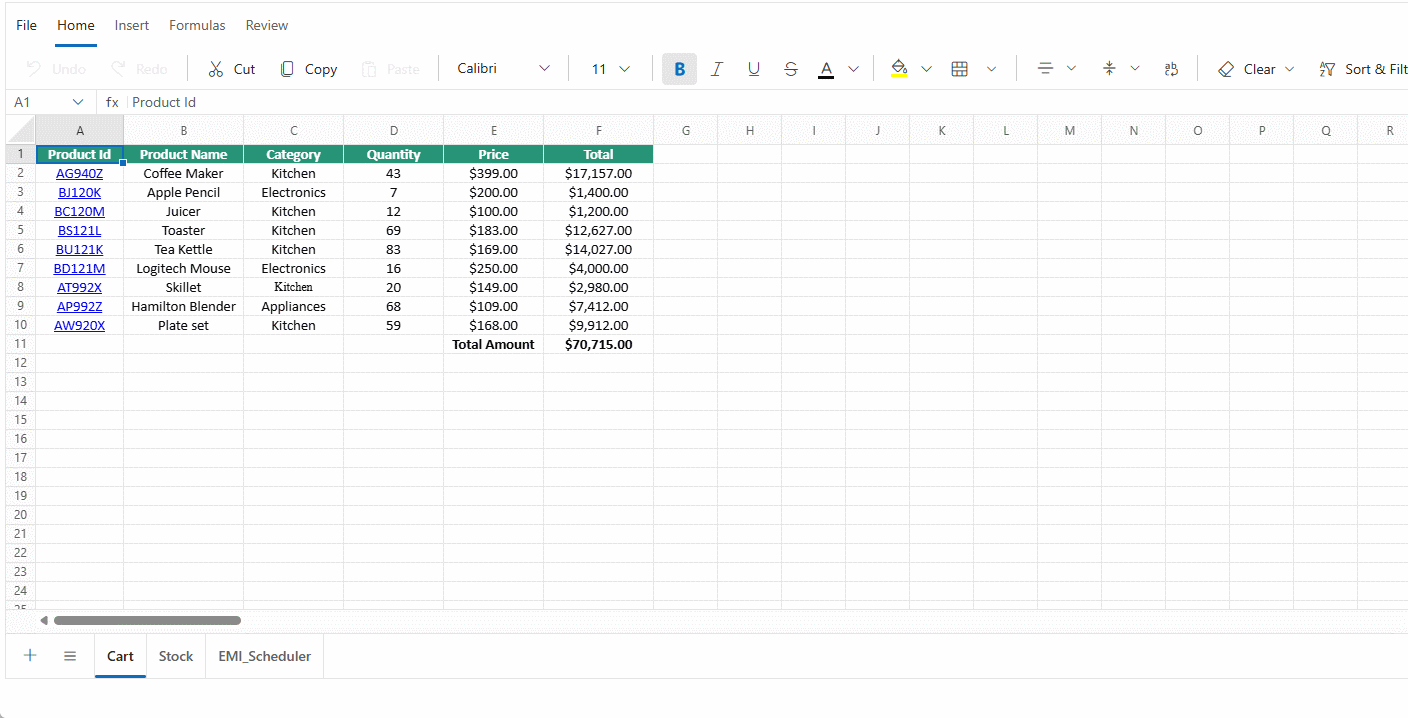 File Home Insert Formulas Review
Undo Redo Cut Copy Paste Calibri 11 B I U S A ab Clear Sort & Filt
A1 fx Product Id
A B C D E F G H I J K L M N O P Q R
1 Product Id Product Name Category Quantity Price Total
2 AG940Z Coffee Maker Kitchen 43 $399.00 $17,157.00
3 BJ120K Apple Pencil Electronics 7 $200.00 $1,400.00
4 BC120M Juicer Kitchen 12 $100.00 $1,200.00
5 BS121L Toaster Kitchen 69 $183.00 $12,627.00
6 BU121K Tea Kettle Kitchen 83 $169.00 $14,027.00
7 BD121M Logitech Mouse Electronics 16 $250.00 $4,000.00
8 AT992X Skillet Kitchen 20 $149.00 $2,980.00
9 AP992Z Hamilton Blender Appliances 68 $109.00 $7,412.00
10 AW920X Plate set Kitchen 59 $168.00 $9,912.00
11 Total Amount $70,715.00
12
13
14
15
16
17
18
19
20
21
22
23
24
25
Cart Stock EMI_Scheduler